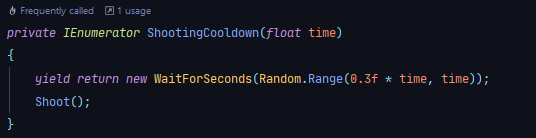 Frequently called 1 usage
private IEnumerator ShootingCooldown(float time)
{
    yield return new WaitForSeconds(Random.Range(0.3f * time, time));
    Shoot();
}